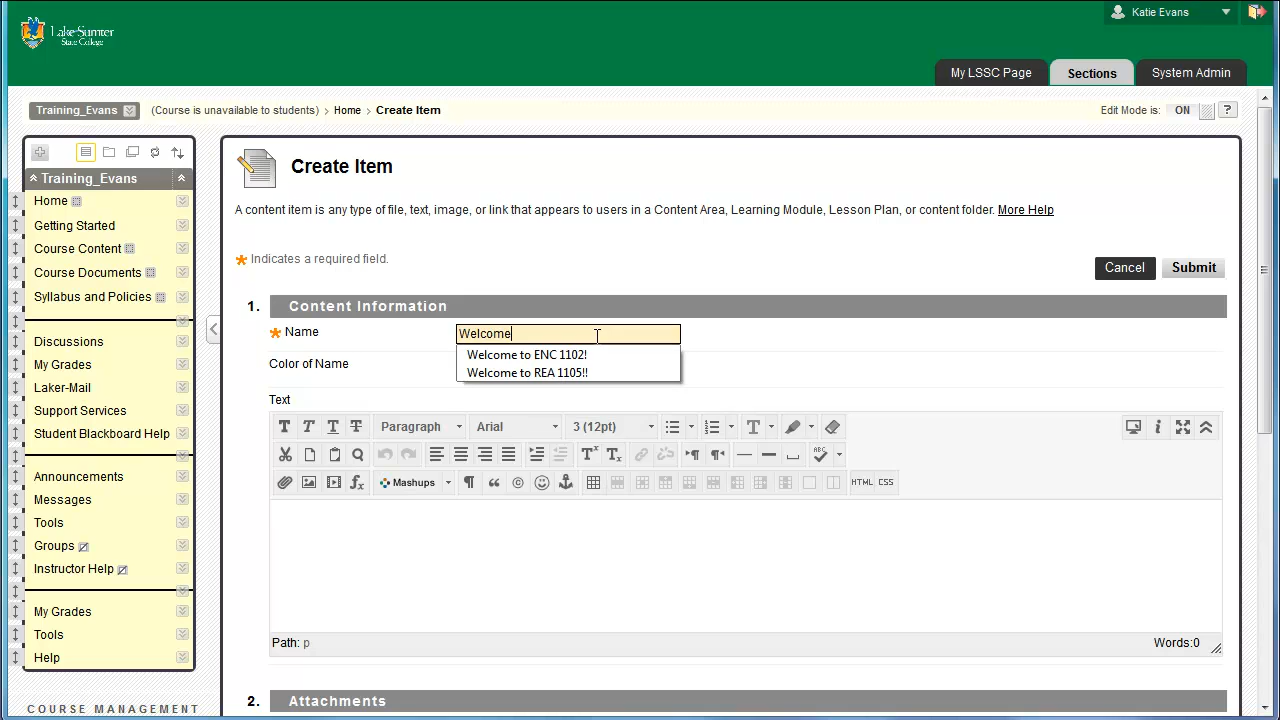 Katie Evans
Lake-Sumter
State College
My LSSC Page
Sections
System Admin
Training_Evans
(Course is unavailable to students) > Home > Create Item
Edit Mode is: ON ?
Training_Evans
Home
Getting Started
Course Content
Course Documents
Syllabus and Policies
Discussions
My Grades
Laker-Mail
Support Services
Student Blackboard Help
Announcements
Messages
Tools
Groups
Instructor Help
My Grades
Tools
Help
COURSE MANAGEMENT
Create Item
A content item is any type of file, text, image, or link that appears to users in a Content Area, Learning Module, Lesson Plan, or content folder. More Help
Indicates a required field.
Cancel
Submit
1. Content Information
Name
Welcome
Welcome to ENC 1102!
Welcome to REA 1105!!
Color of Name
Text
T T T T Paragraph Arial 3 (12pt) T
ABC
Mashups
HTML CSS
Path: p
Words:0
2. Attachments